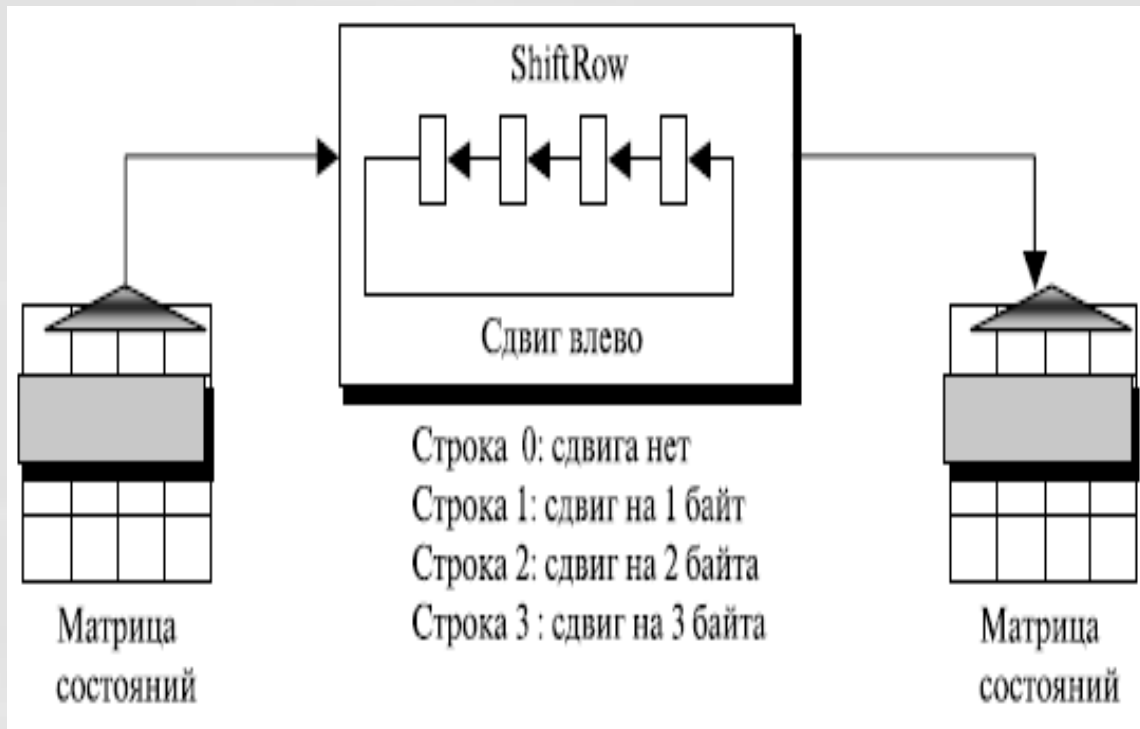 ShiftRow
Сдвиг влево
Строка 0: сдвига нет
Строка 1: сдвиг на 1 байт
Строка 2: сдвиг на 2 байта
Строка 3 : сдвиг на 3 байта
Матрица
состояний
Матрица
состояний